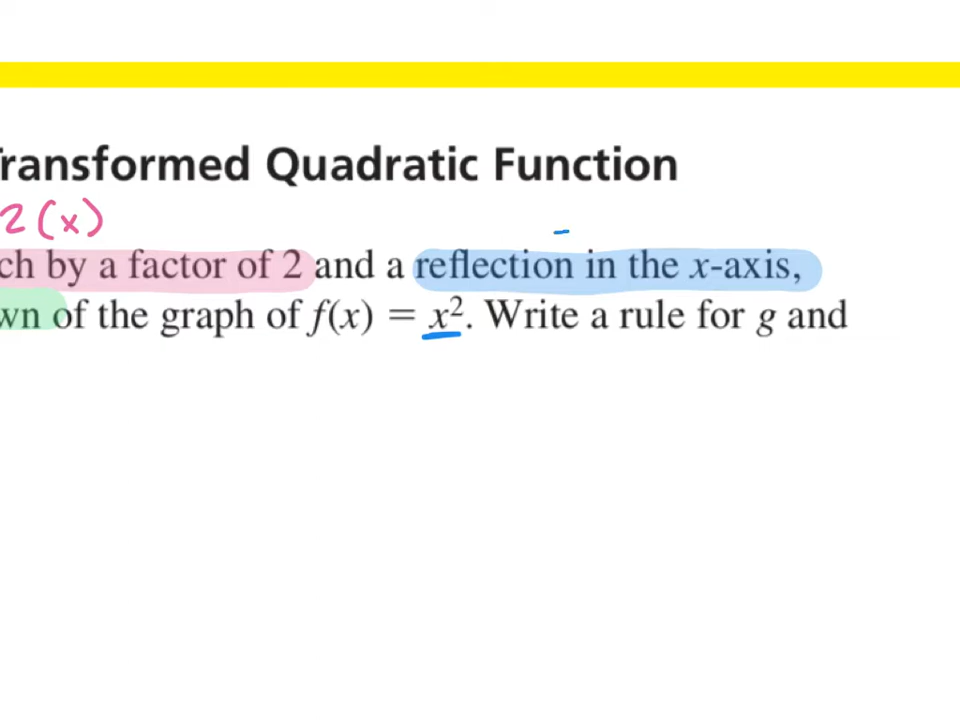 Transformed Quadratic Function
2(x) -
ch by a factor of 2 and a reflection in the x-axis,
wn of the graph of f(x) = x². Write a rule for g and